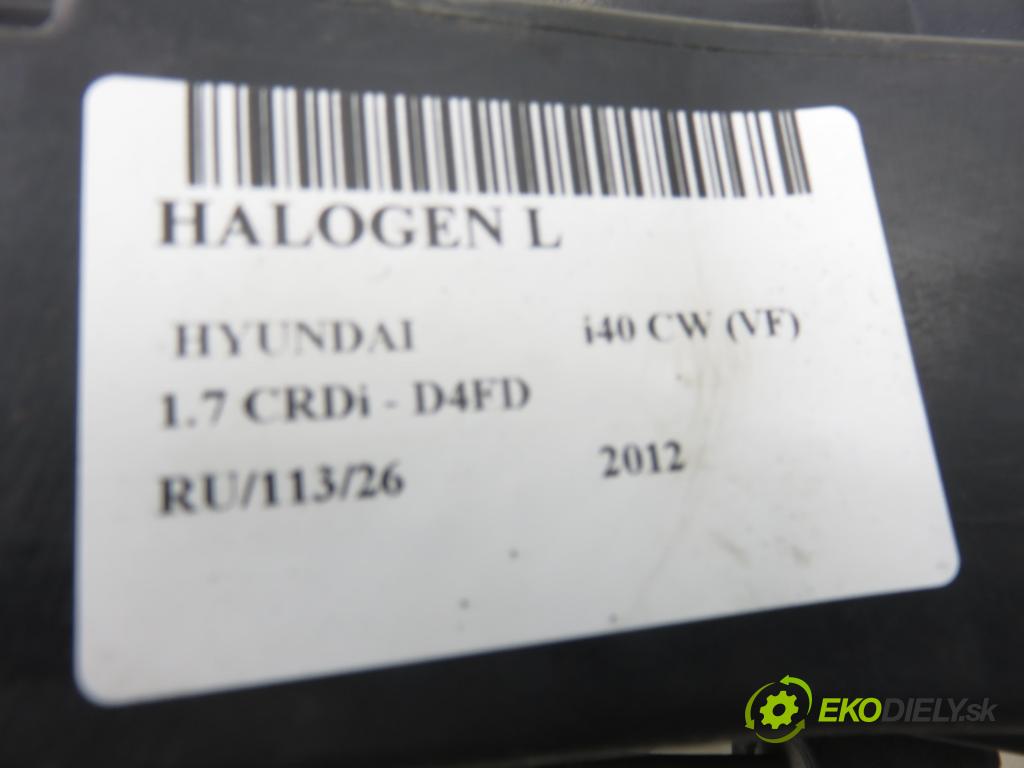 HALOGEN L
HYUNDAI i40 CW (VF)
1.7 CRDi - D4FD
RU/113/26 2012
EKODIELY.sk